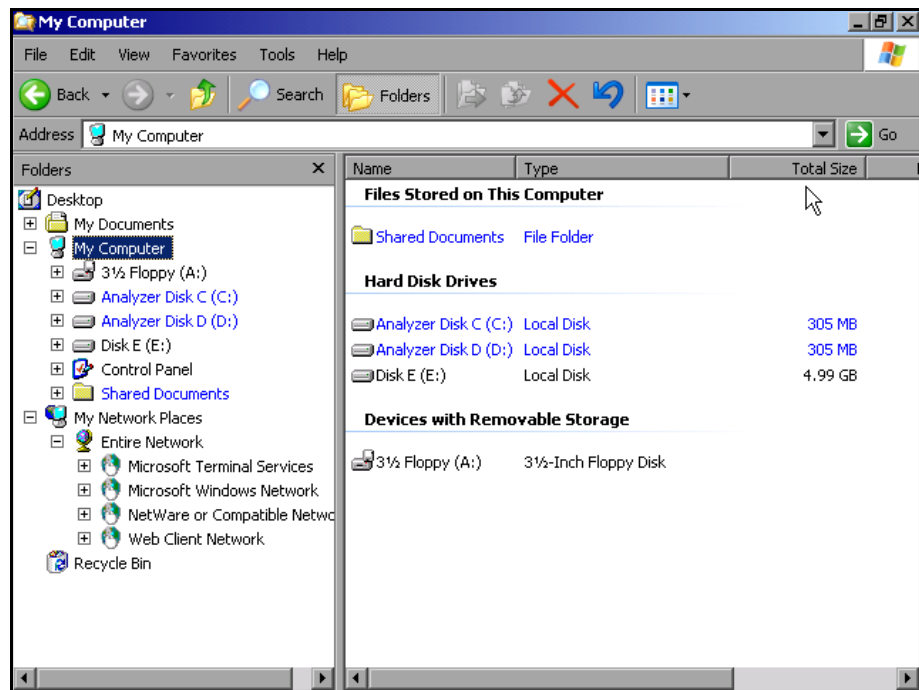 My Computer
File Edit View Favorites Tools Help
Back Search Folders
Address My Computer Go
Folders
Desktop
My Documents
My Computer
3½ Floppy (A:)
Analyzer Disk C (C:)
Analyzer Disk D (D:)
Disk E (E:)
Control Panel
Shared Documents
My Network Places
Entire Network
Microsoft Terminal Services
Microsoft Windows Network
NetWare or Compatible Netwo
Web Client Network
Recycle Bin
Name Type Total Size
Files Stored on This Computer
Shared Documents File Folder
Hard Disk Drives
Analyzer Disk C (C:) Local Disk 305 MB
Analyzer Disk D (D:) Local Disk 305 MB
Disk E (E:) Local Disk 4.99 GB
Devices with Removable Storage
3½ Floppy (A:) 3½-Inch Floppy Disk